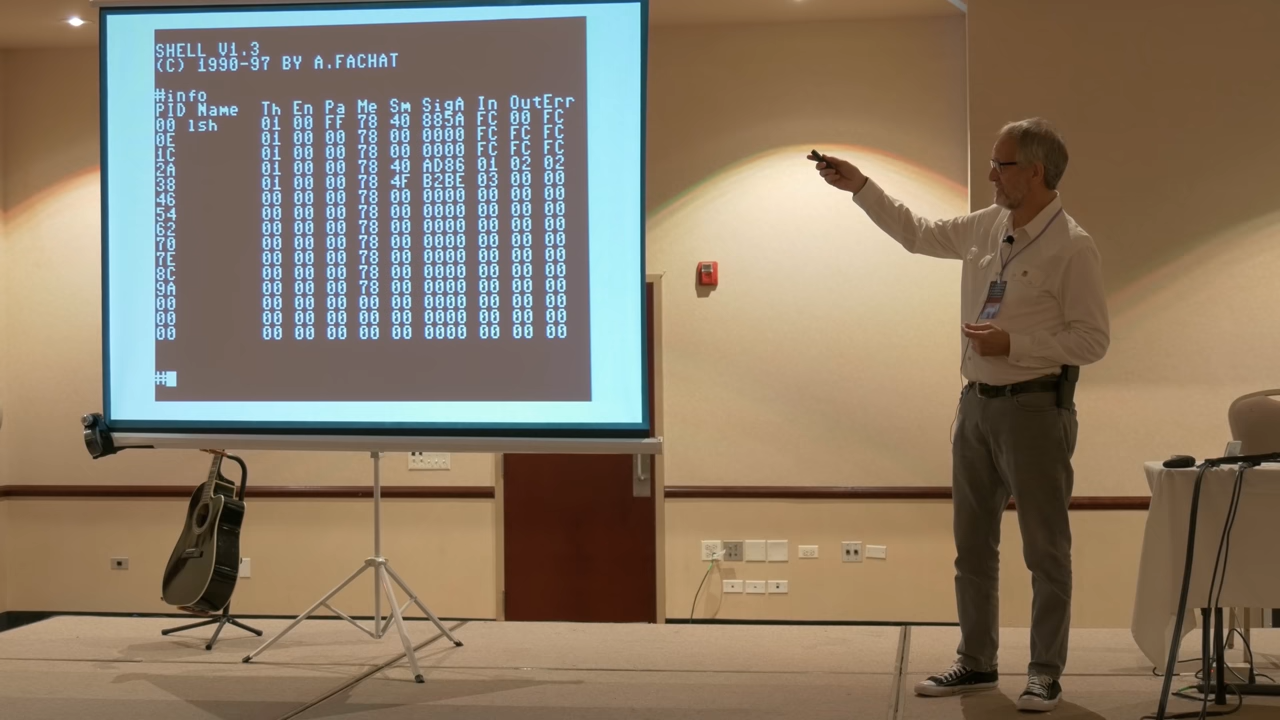 SHELL V1.3
(C) 1990-97 BY A.FACHAT
#info
PID Name Th En Pa Me Sm SigA In OutErr
00 lsh 01 00 FF 78 40 885A FC 00 FC
0E 01 00 00 78 00 0000 FC FC FC
1C 01 00 00 78 00 0000 FC FC FC
2A 01 00 00 78 40 AD86 01 02 02
38 01 00 00 78 4F B2BE 03 00 00
46 00 00 00 78 00 0000 00 00 00
54 00 00 00 78 00 0000 00 00 00
62 00 00 00 78 00 0000 00 00 00
70 00 00 00 78 00 0000 00 00 00
7E 00 00 00 78 00 0000 00 00 00
8C 00 00 00 78 00 0000 00 00 00
9A 00 00 00 78 00 0000 00 00 00
00 00 00 00 00 00 0000 00 00 00
00 00 00 00 00 00 0000 00 00 00
00 00 00 00 00 00 0000 00 00 00
#